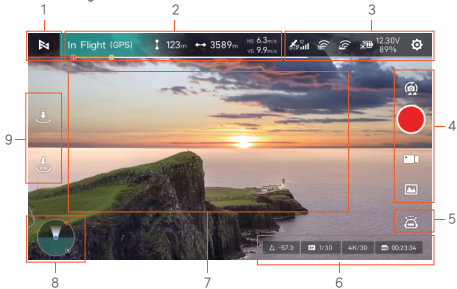 1
2
3
In Flight (GPS)
123m
3589m
HS 6.3m/s
VS 9.9m/s
12.30V
89%
4
5
6
7
8
9
-57.3
1/30
4K/30
00:23:34